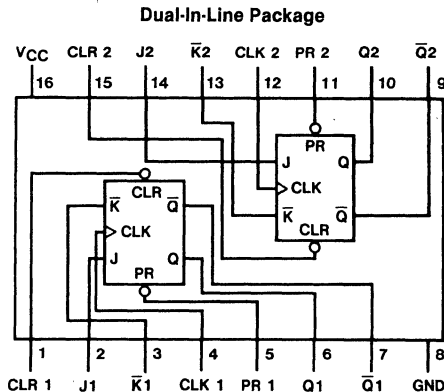 Dual-In-Line Package
VCC CLR 2 J2 K̅2 CLK 2 PR 2 Q2 Q̅2
16 15 14 13 12 11 10 9
PR
J Q
CLK
K̅ Q̅
CLR
CLR
K̅ Q̅
CLK
J Q
PR
1 2 3 4 5 6 7 8
CLR 1 J1 K̅1 CLK 1 PR 1 Q1 Q̅1 GND